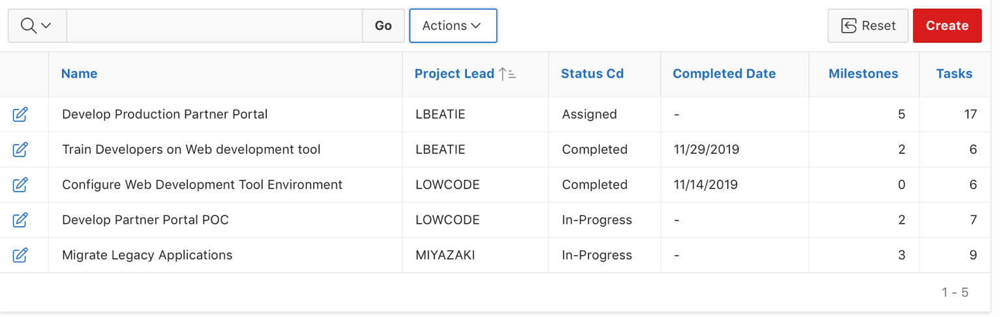 Go Actions Reset Create
Name Project Lead Status Cd Completed Date Milestones Tasks
Develop Production Partner Portal LBEATIE Assigned - 5 17
Train Developers on Web development tool LBEATIE Completed 11/29/2019 2 6
Configure Web Development Tool Environment LOWCODE Completed 11/14/2019 0 6
Develop Partner Portal POC LOWCODE In-Progress - 2 7
Migrate Legacy Applications MIYAZAKI In-Progress - 3 9
1 - 5